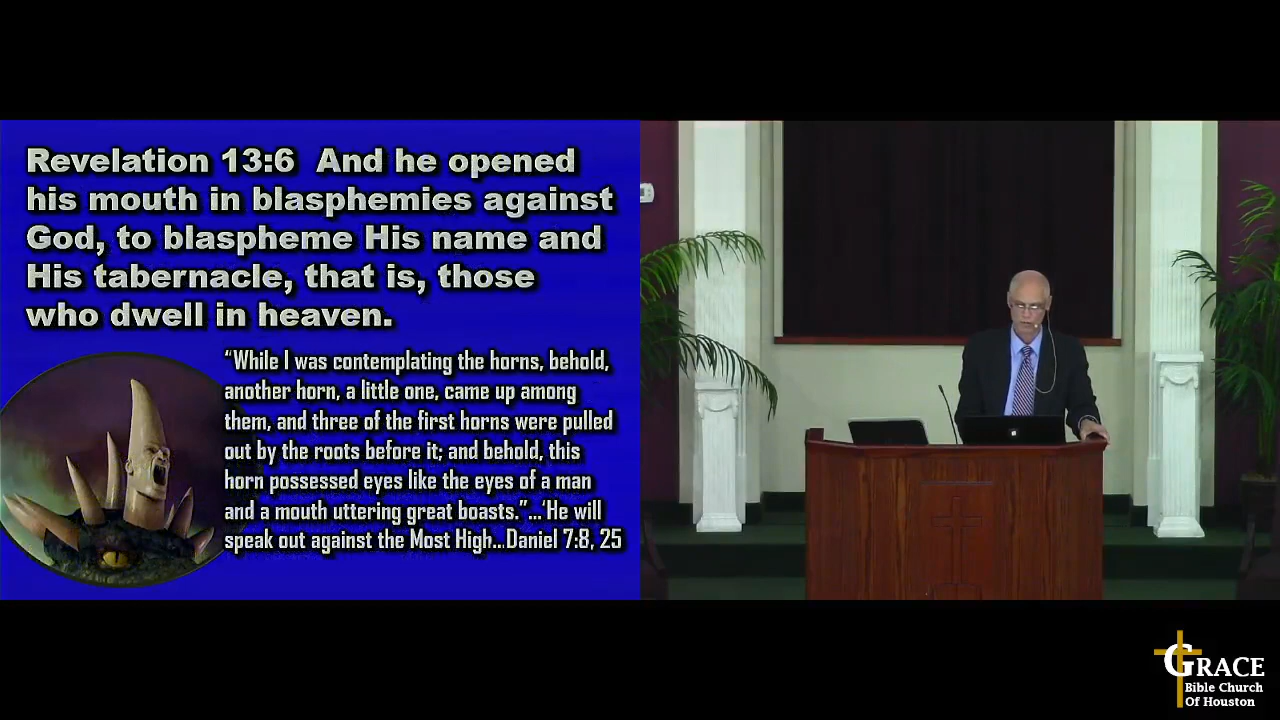 Revelation 13:6 And he opened
his mouth in blasphemies against
God, to blaspheme His name and
His tabernacle, that is, those
who dwell in heaven.
“While I was contemplating the horns, behold,
another horn, a little one, came up among
them, and three of the first horns were pulled
out by the roots before it; and behold, this
horn possessed eyes like the eyes of a man
and a mouth uttering great boasts.”...‘He will
speak out against the Most High...Daniel 7:8, 25
GRACE
Bible Church
Of Houston